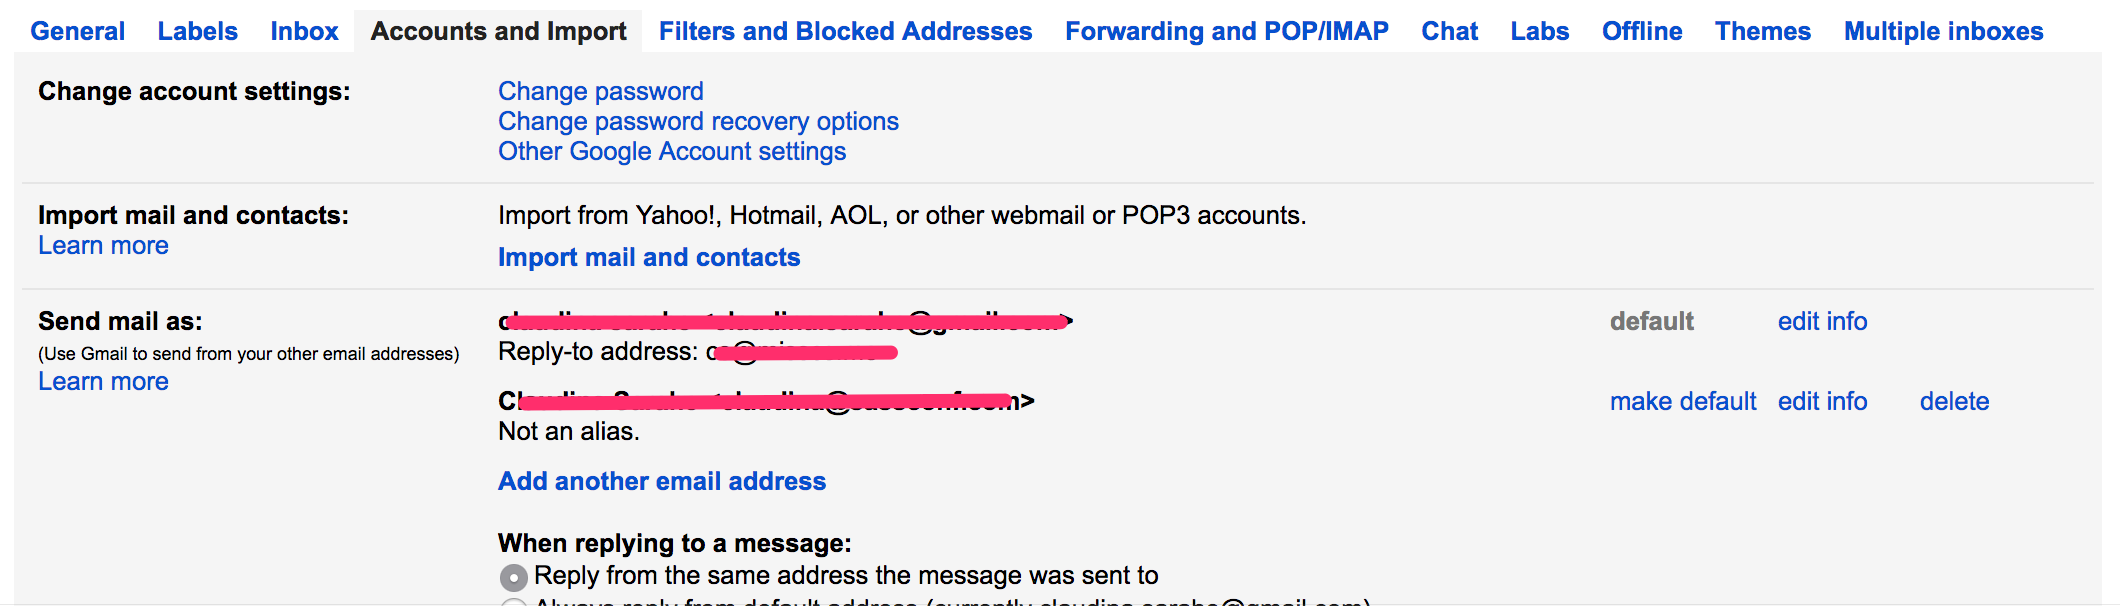 General Labels Inbox Accounts and Import Filters and Blocked Addresses Forwarding and POP/IMAP Chat Labs Offline Themes Multiple inboxes
Change account settings: Change password
Change password recovery options
Other Google Account settings
Import mail and contacts: Import from Yahoo!, Hotmail, AOL, or other webmail or POP3 accounts.
Learn more
Import mail and contacts
Send mail as: default edit info
(Use Gmail to send from your other email addresses) Reply-to address:
Learn more
make default edit info delete
Not an alias.
Add another email address
When replying to a message:
Reply from the same address the message was sent to